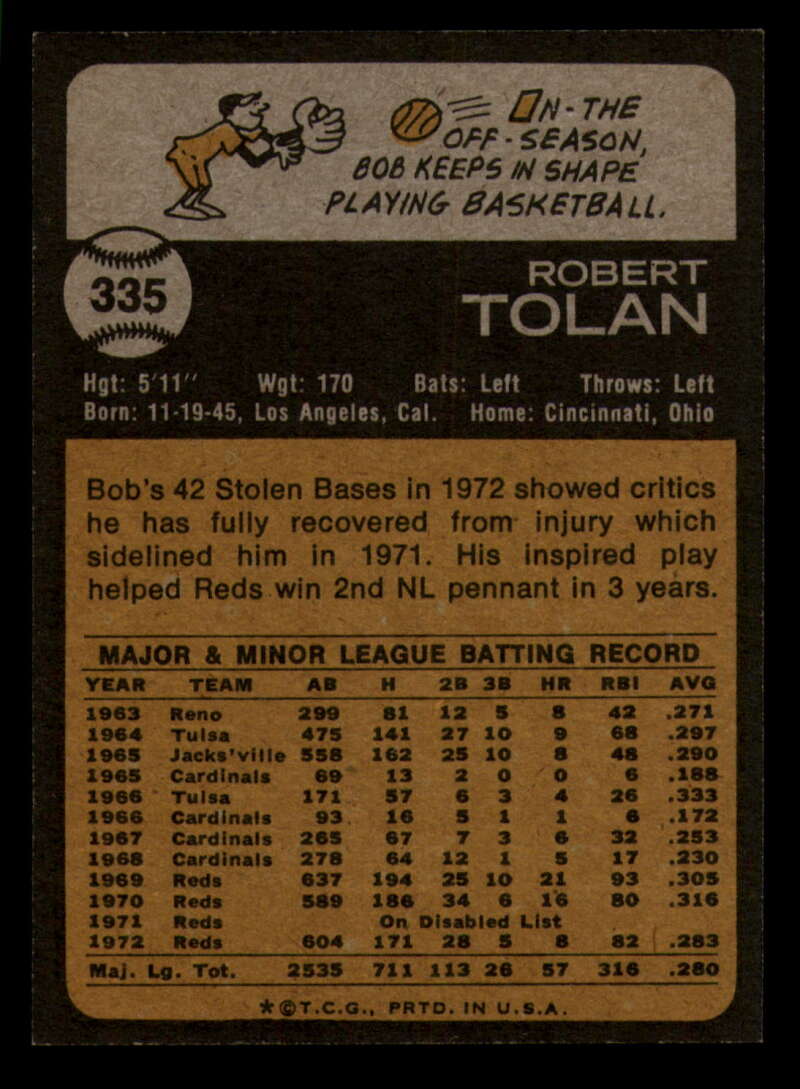 ON-THE
OFF-SEASON,
BOB KEEPS IN SHAPE
PLAYING BASKETBALL.
335
ROBERT
TOLAN
Hgt: 5'11" Wgt: 170 Bats: Left Throws: Left
Born: 11-19-45, Los Angeles, Cal. Home: Cincinnati, Ohio
Bob's 42 Stolen Bases in 1972 showed critics
he has fully recovered from injury which
sidelined him in 1971. His inspired play
helped Reds win 2nd NL pennant in 3 years.
MAJOR & MINOR LEAGUE BATTING RECORD
YEAR TEAM AB H 2B 3B HR RBI AVG
1963 Reno 299 81 12 5 8 42 .271
1964 Tulsa 475 141 27 10 9 68 .297
1965 Jacks'ville 558 162 25 10 8 48 .290
1965 Cardinals 69 13 2 0 0 6 .188
1966 Tulsa 171 57 6 3 4 26 .333
1966 Cardinals 93 16 5 1 1 6 .172
1967 Cardinals 265 67 7 3 6 32 .253
1968 Cardinals 278 64 12 1 5 17 .230
1969 Reds 637 194 25 10 21 93 .305
1970 Reds 589 186 34 6 16 80 .316
1971 Reds On Disabled List
1972 Reds 604 171 28 5 8 82 .283
Maj. Lg. Tot. 2535 711 113 26 57 316 .280
*©T.C.G., PRTD. IN U.S.A.